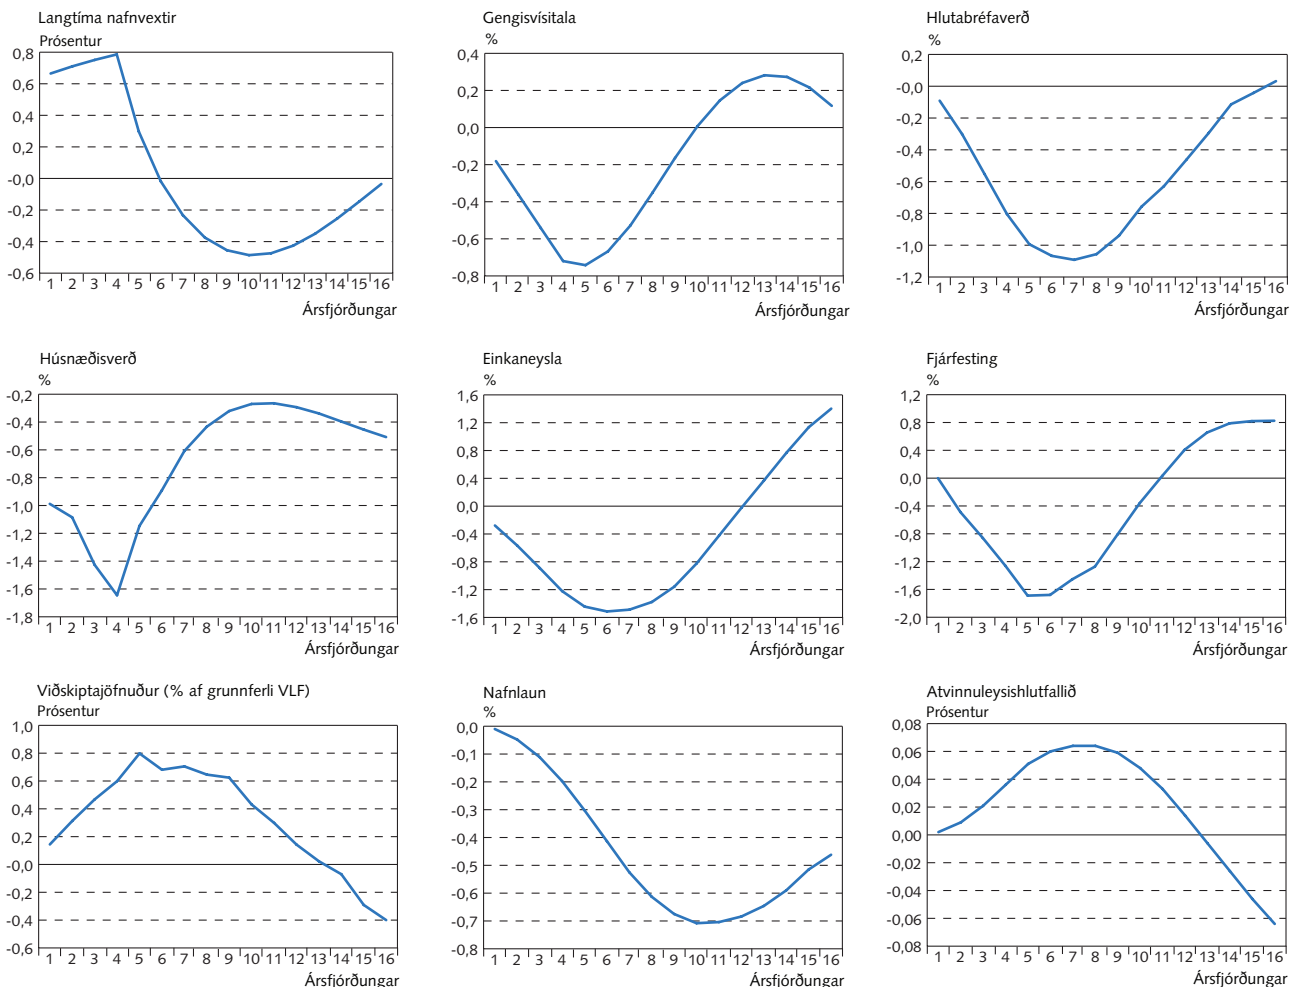 Langtíma nafnvextir
Prósentur
0,8
0,6
0,4
0,2
-0,0
-0,2
-0,4
-0,6
1 2 3 4 5 6 7 8 9 10 11 12 13 14 15 16
Ársfjórðungar
Gengisvísitala
%
0,4
0,2
0,0
-0,2
-0,4
-0,6
-0,8
1 2 3 4 5 6 7 8 9 10 11 12 13 14 15 16
Ársfjórðungar
Hlutabréfaverð
%
0,2
-0,0
-0,2
-0,4
-0,6
-0,8
-1,0
-1,2
1 2 3 4 5 6 7 8 9 10 11 12 13 14 15 16
Ársfjórðungar
Húsnæðisverð
%
-0,2
-0,4
-0,6
-0,8
-1,0
-1,2
-1,4
-1,6
-1,8
1 2 3 4 5 6 7 8 9 10 11 12 13 14 15 16
Ársfjórðungar
Einkaneysla
%
1,6
1,2
0,8
0,4
0,0
-0,4
-0,8
-1,2
-1,6
1 2 3 4 5 6 7 8 9 10 11 12 13 14 15 16
Ársfjórðungar
Fjárfesting
%
1,2
0,8
0,4
0,0
-0,4
-0,8
-1,2
-1,6
-2,0
1 2 3 4 5 6 7 8 9 10 11 12 13 14 15 16
Ársfjórðungar
Viðskiptajöfnuður (% af grunnferli VLF)
Prósentur
1,0
0,8
0,6
0,4
0,2
-0,0
-0,2
-0,4
-0,6
1 2 3 4 5 6 7 8 9 10 11 12 13 14 15 16
Ársfjórðungar
Nafnlaun
%
0,0
-0,1
-0,2
-0,3
-0,4
-0,5
-0,6
-0,7
-0,8
1 2 3 4 5 6 7 8 9 10 11 12 13 14 15 16
Ársfjórðungar
Atvinnuleysishlutfallið
Prósentur
0,08
0,06
0,04
0,02
0,00
-0,02
-0,04
-0,06
-0,08
1 2 3 4 5 6 7 8 9 10 11 12 13 14 15 16
Ársfjórðungar